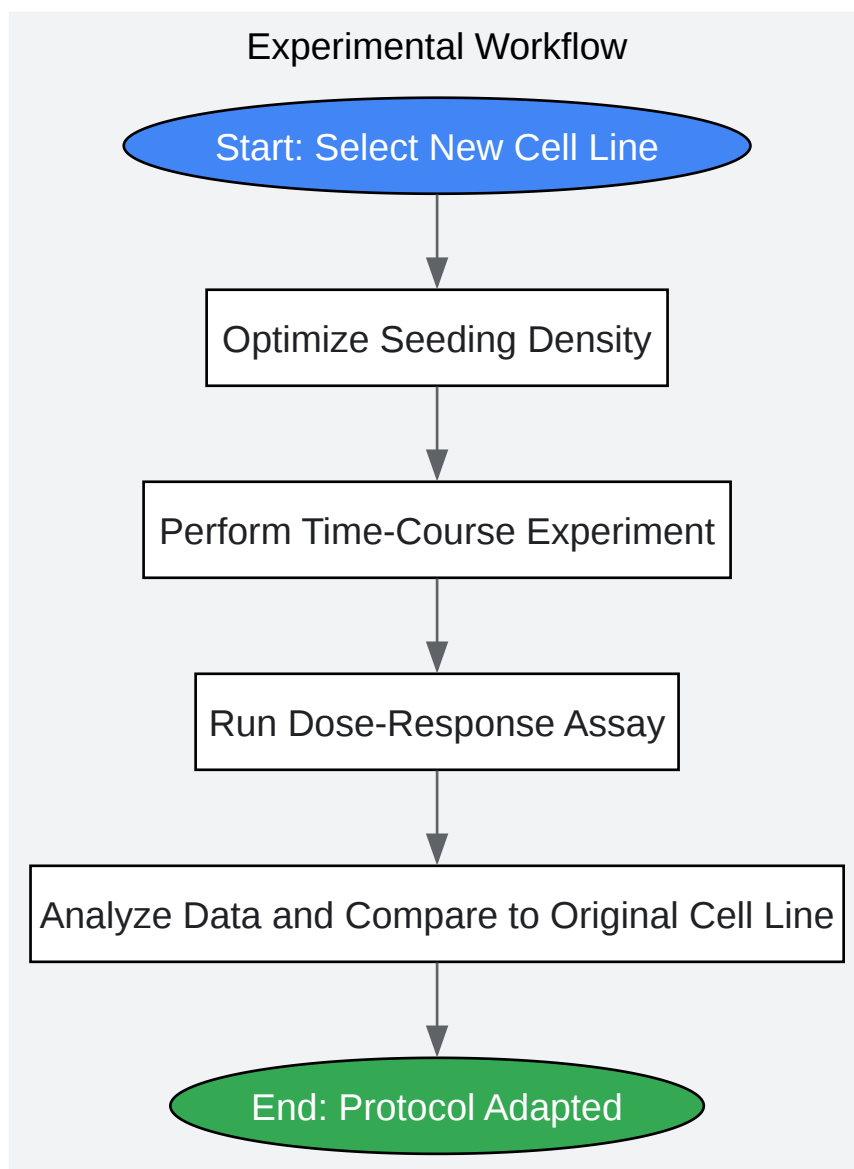 Experimental Workflow
Start: Select New Cell Line
Optimize Seeding Density
Perform Time-Course Experiment
Run Dose-Response Assay
Analyze Data and Compare to Original Cell Line
End: Protocol Adapted